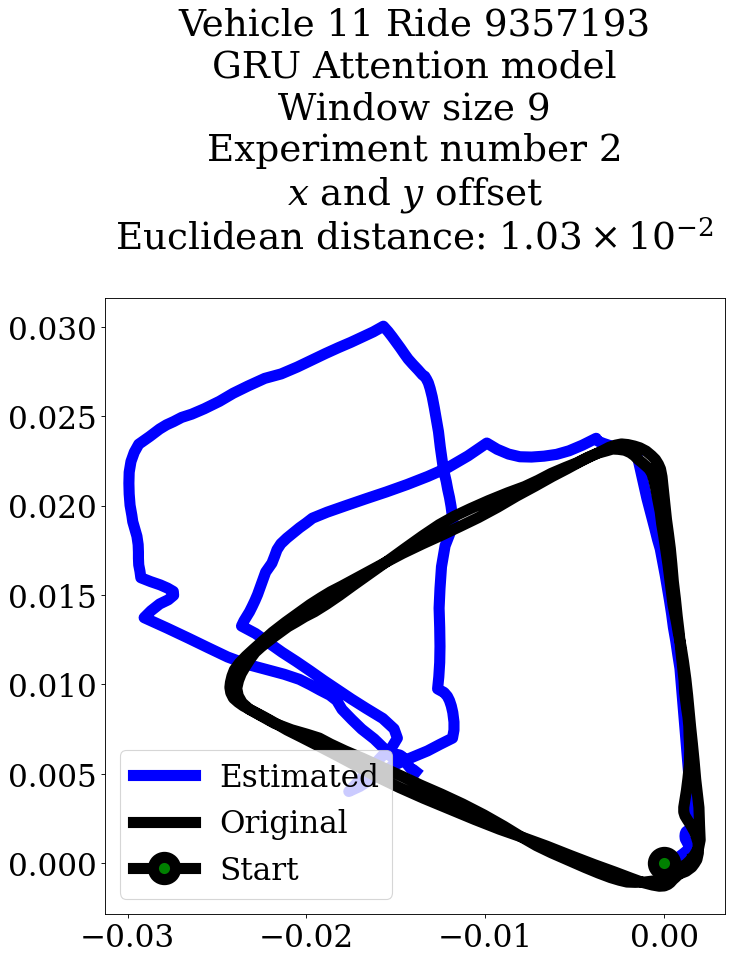 Vehicle 11 Ride 9357193
GRU Attention model
Window size 9
Experiment number 2
x and y offset
Euclidean distance: 1.03 × 10⁻²
0.030
0.025
0.020
0.015
0.010
0.005
0.000
Estimated
Original
Start
−0.03 −0.02 −0.01 0.00